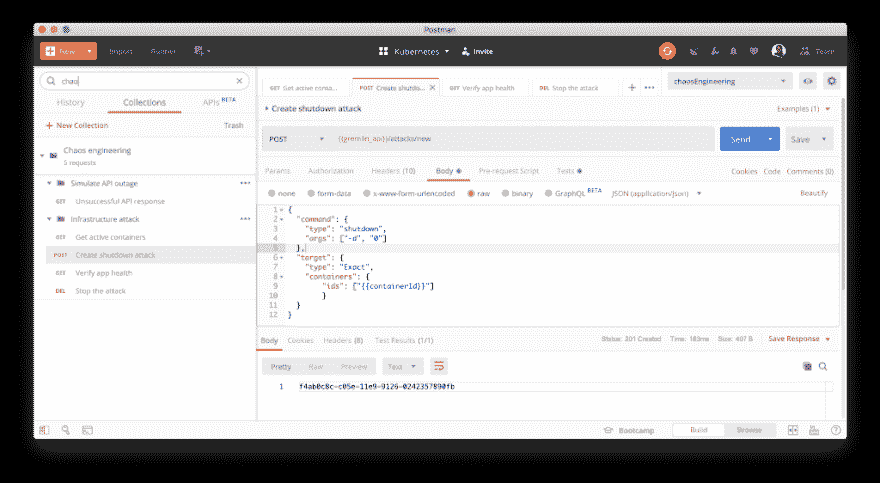 Postman
New Import Runner Kubernetes Invite Team
chao
History Collections APIs BETA
+ New Collection Trash
Chaos engineering
5 requests
Simulate API outage
GET Unsuccessful API response
Infrastructure attack
GET Get active containers
POST Create shutdown attack
GET Verify app health
DEL Stop the attack
GET Get active conta... POST Create shutdo... GET Verify app health DEL Stop the attack chaosEngineering
Create shutdown attack Examples (1)
POST {{gremlin_api}}/attacks/new Send Save
Params Authorization Headers (10) Body Pre-request Script Tests Cookies Code Comments (0)
none form-data x-www-form-urlencoded raw binary GraphQL BETA JSON (application/json) Beautify
1 {
2 "command": {
3 "type": "shutdown",
4 "args": ["-d", "0"]
5 },
6 "target": {
7 "type": "Exact",
8 "containers": {
9 "ids": ["{{containerId}}"]
10 }
11 }
12 }
Body Cookies Headers (8) Test Results (1/1) Status: 201 Created Time: 189ms Size: 407 B Save Response
Pretty Raw Preview Text
1 f4ab0c8c-c05e-11e9-9126-0242357890fb
Bootcamp Build Browse